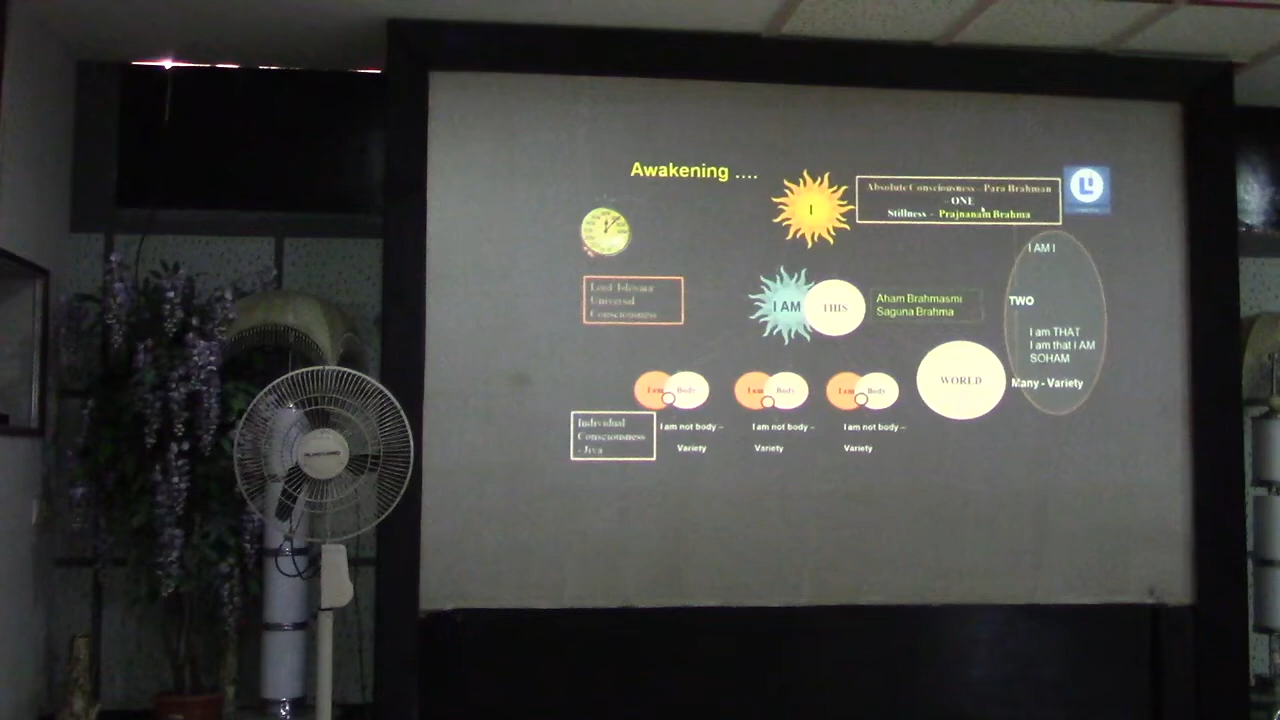 Awakening ....
I
Absolute Consciousness - Para Brahman
- ONE
Stillness - Prajnanam Brahma
I AM I
Lord Ishwara
Universal
Consciousness
I AM
THIS
Aham Brahmasmi
Saguna Brahma
TWO
I am THAT
I am that I AM
SOHAM
I am
Body
I am
Body
I am
Body
WORLD
Many - Variety
Individual
Consciousness
- Jiva
I am not body –
Variety
I am not body –
Variety
I am not body –
Variety